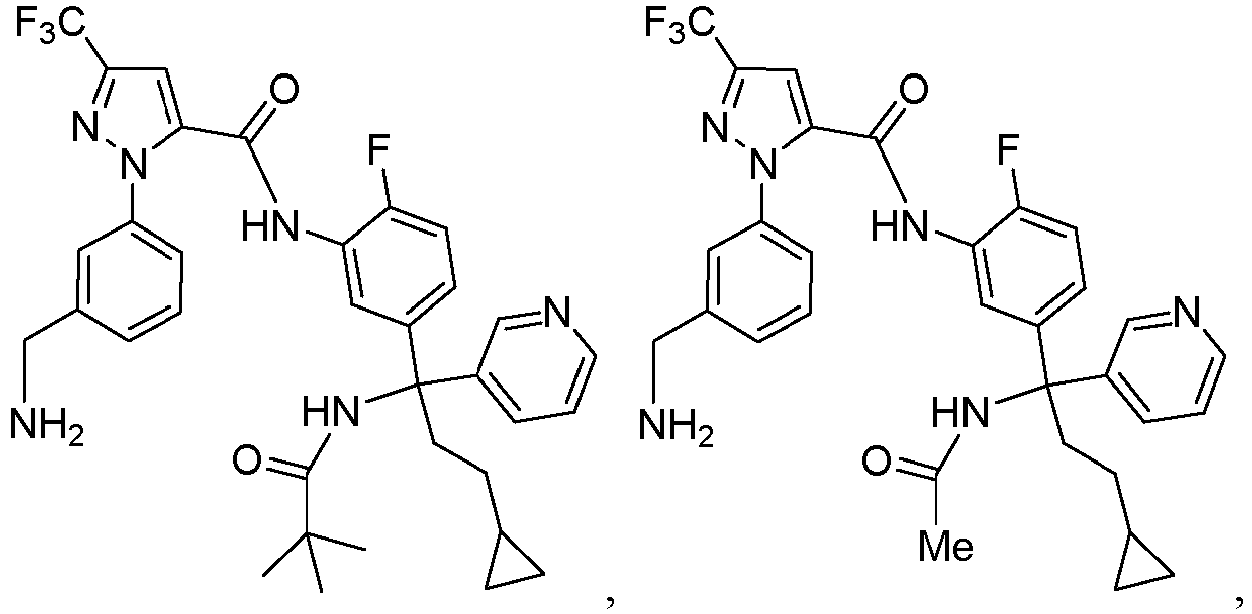 F3C F3C
O O
N N
N F N F
HN HN
N N
NH2 HN NH2 HN
O O
Me
, ,